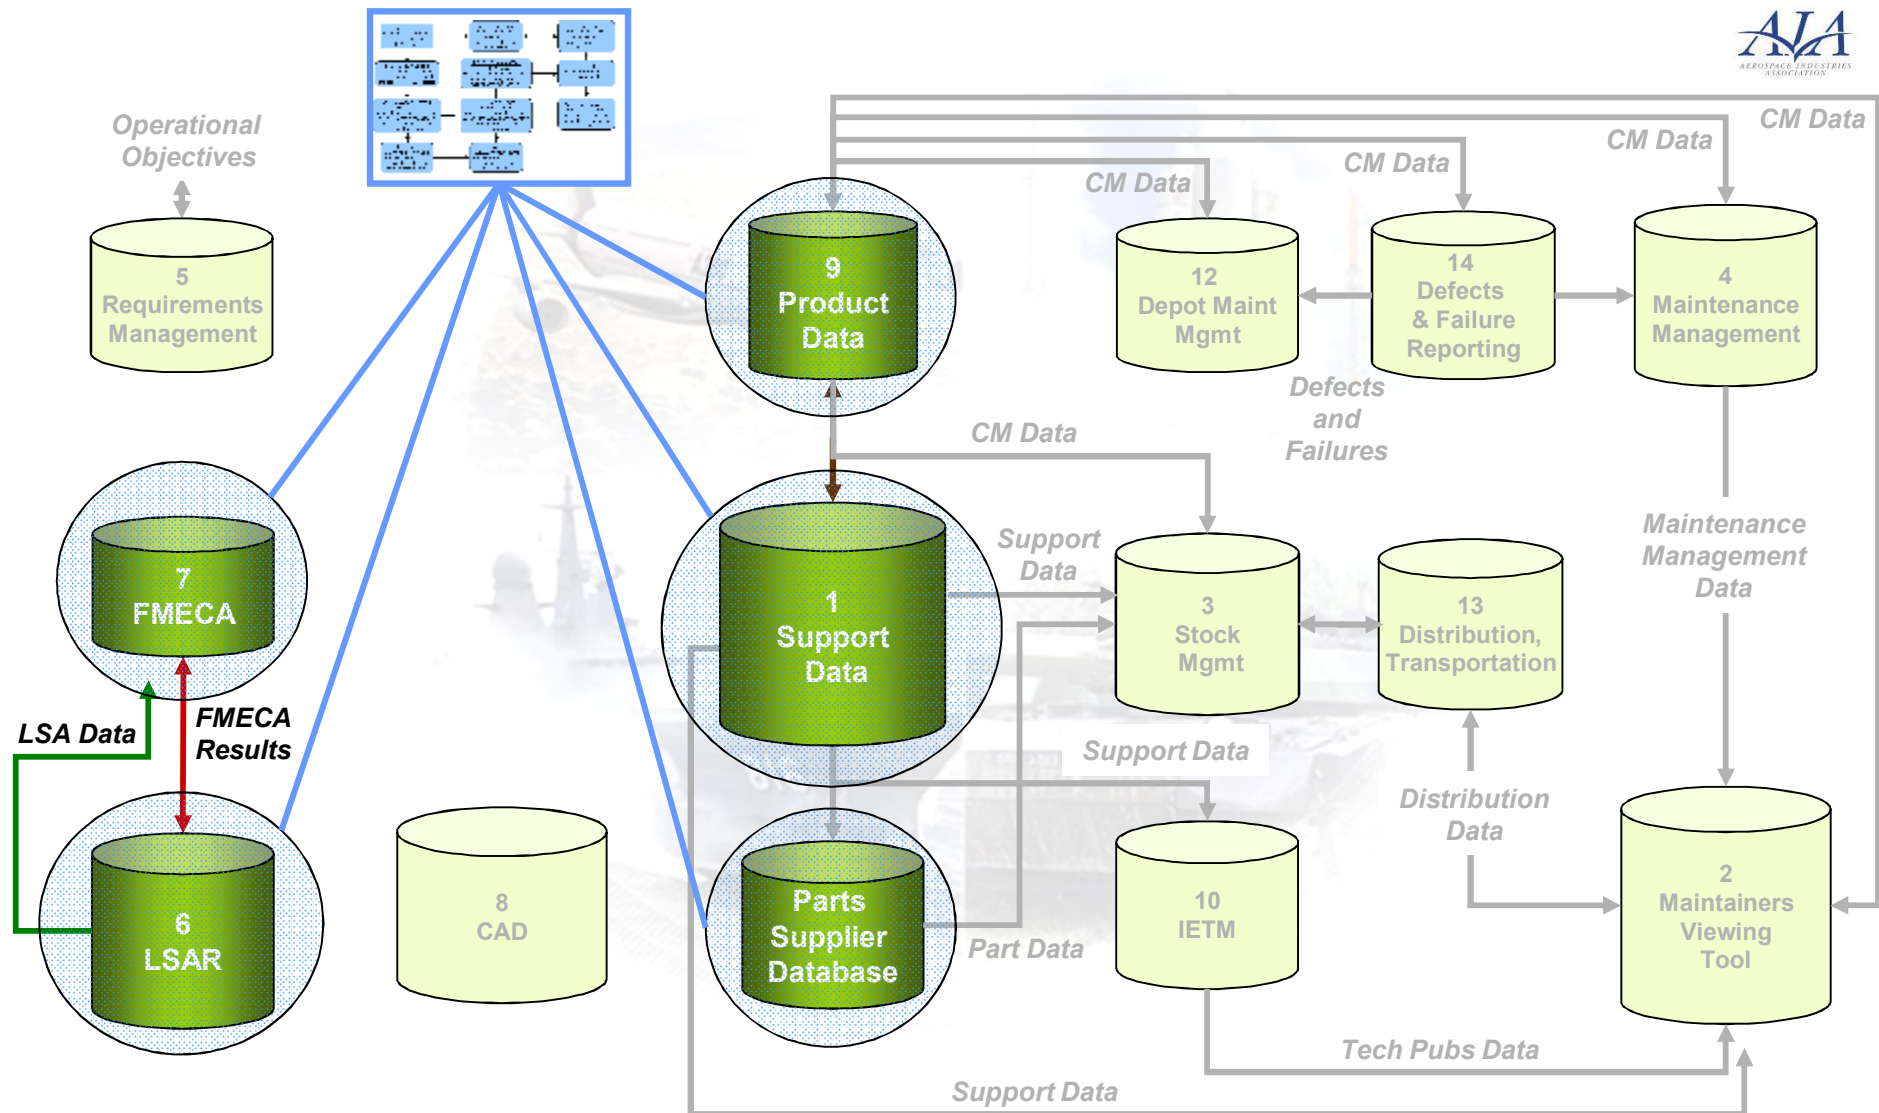 AIA
AEROSPACE INDUSTRIES
ASSOCIATION
Operational
Objectives
CM Data
CM Data
CM Data
CM Data
5
Requirements
Management
9
Product
Data
12
Depot Maint
Mgmt
14
Defects
& Failure
Reporting
4
Maintenance
Management
Defects
and
Failures
CM Data
7
FMECA
1
Support
Data
Support
Data
3
Stock
Mgmt
13
Distribution,
Transportation
Maintenance
Management
Data
LSA Data
FMECA
Results
Support Data
Distribution
Data
6
LSAR
8
CAD
Parts
Supplier
Database
Part Data
10
IETM
2
Maintainers
Viewing
Tool
Tech Pubs Data
Support Data